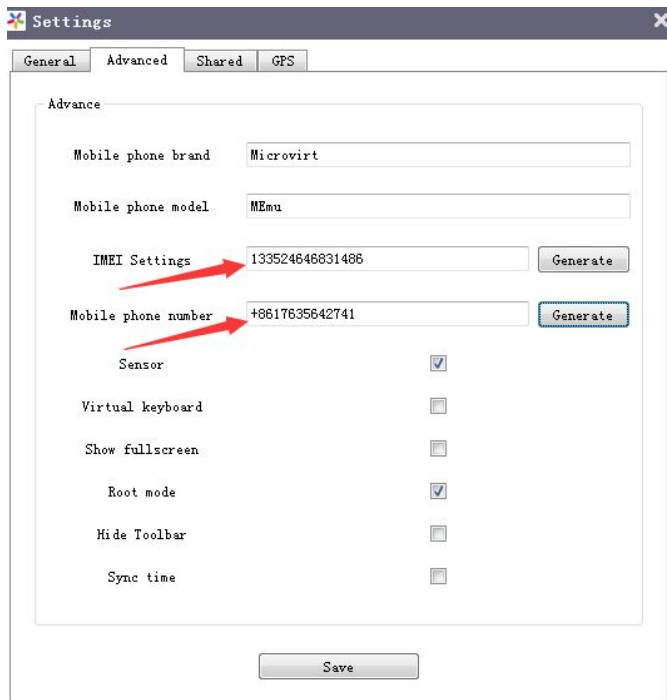 Settings
General Advanced Shared GPS
Advance
Mobile phone brand Microvirt
Mobile phone model MEmu
IMEI Settings 133524646831486 Generate
Mobile phone number +8617635642741 Generate
Sensor
Virtual keyboard
Show fullscreen
Root mode
Hide Toolbar
Sync time
Save